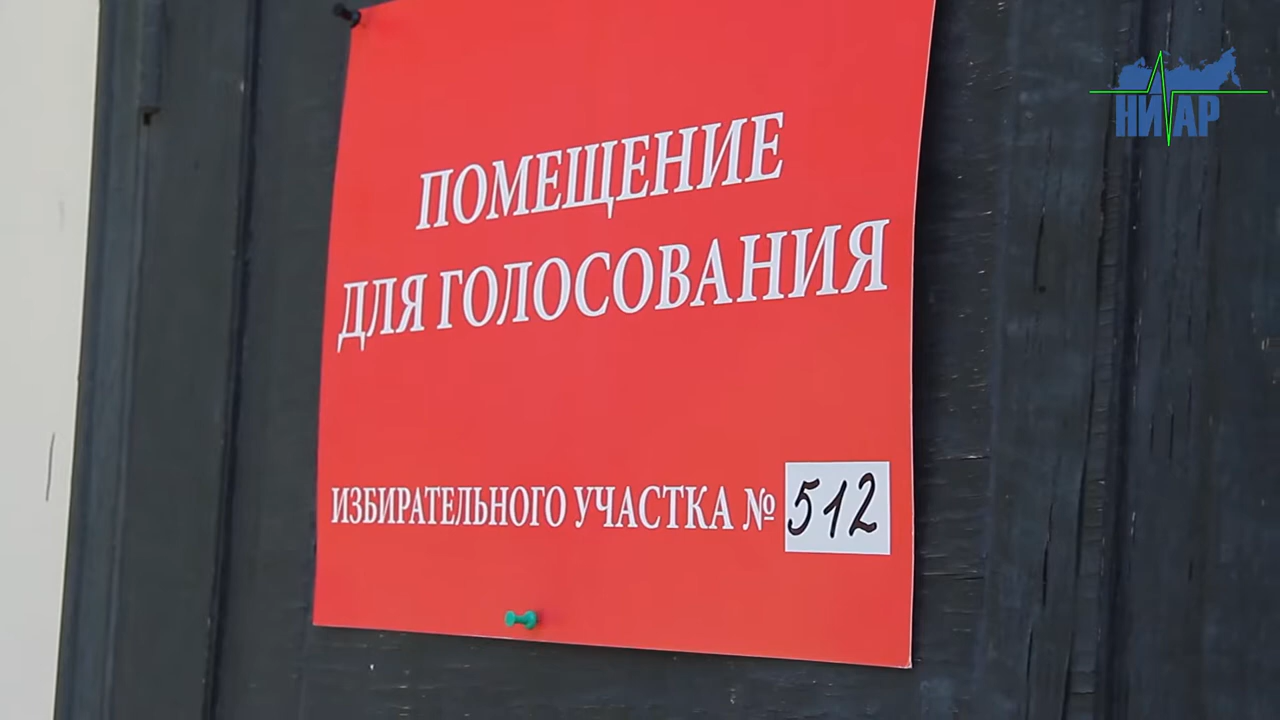 НИАР
ПОМЕЩЕНИЕ
ДЛЯ ГОЛОСОВАНИЯ
ИЗБИРАТЕЛЬНОГО УЧАСТКА № 512